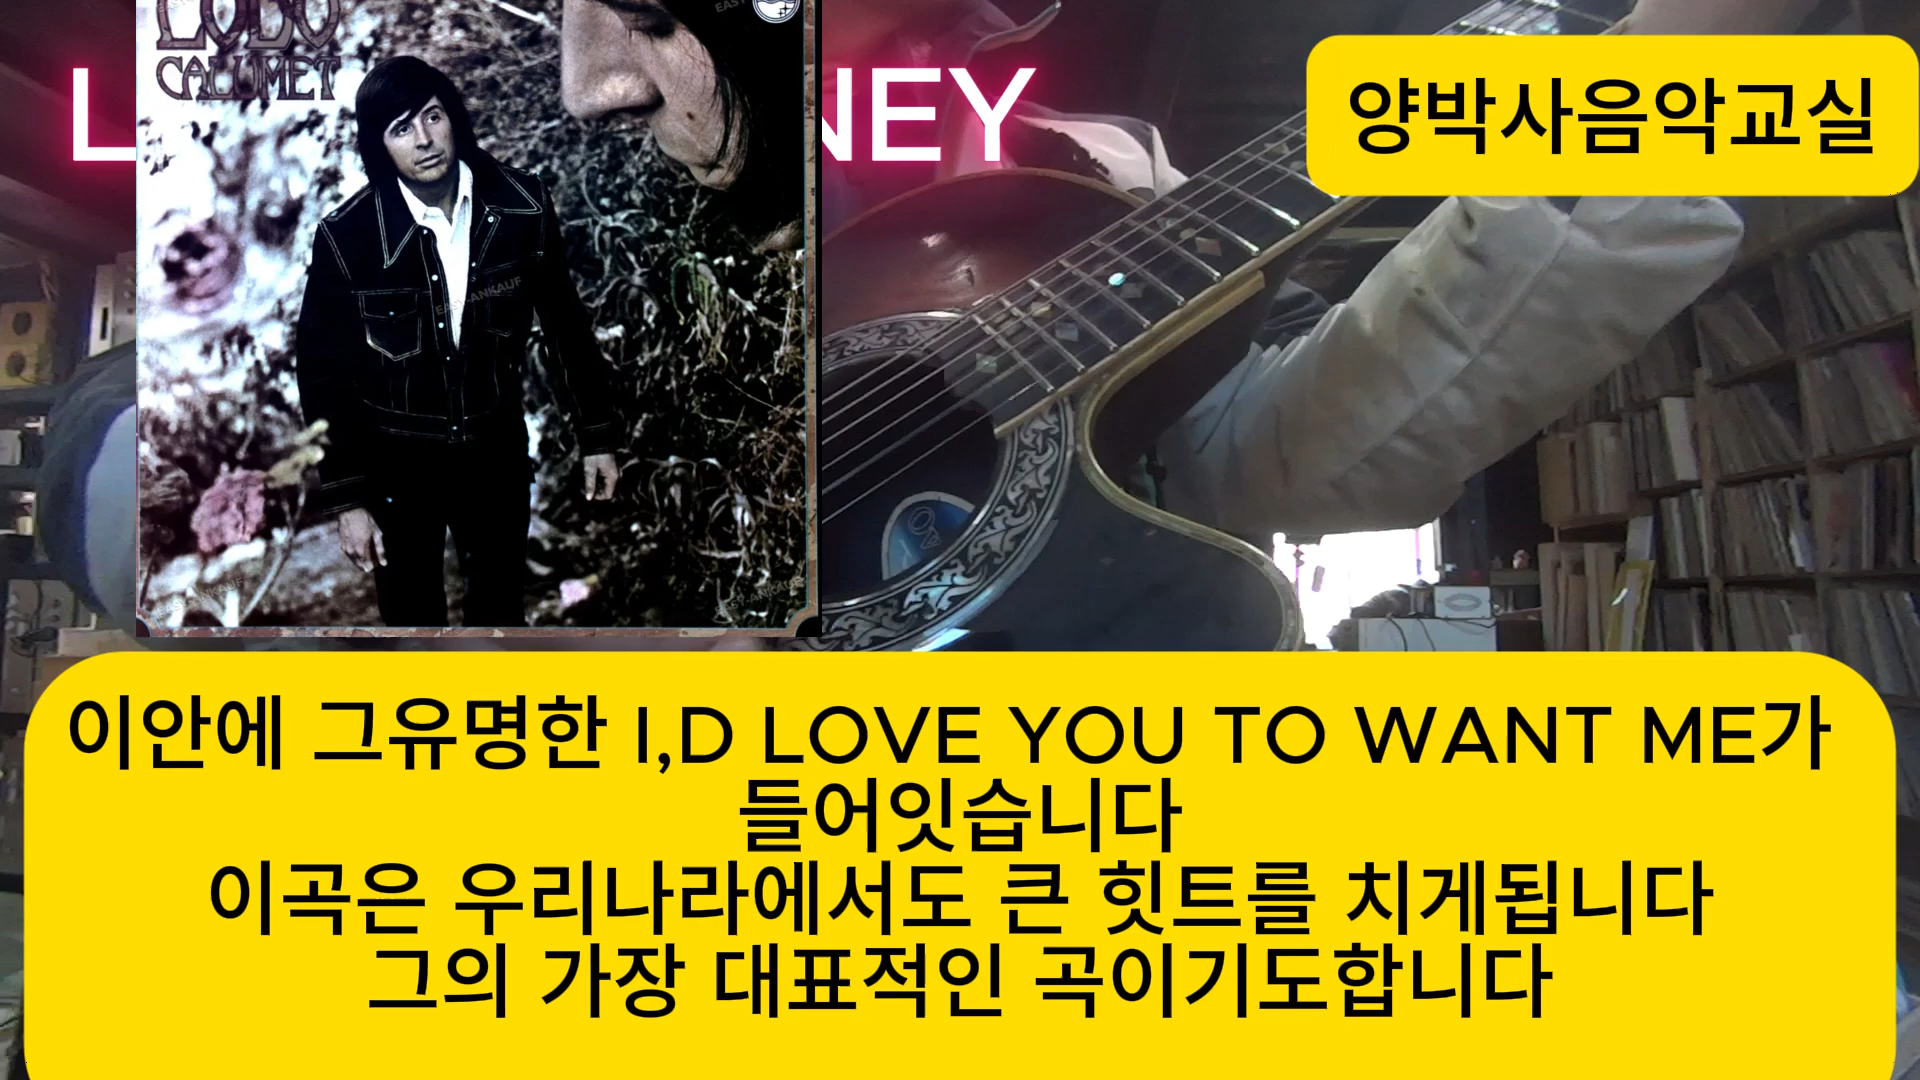 LOBO
CALUMET
L NEY
양박사음악교실
EAST-ANKAUF
이안에 그유명한 I,D LOVE YOU TO WANT ME가
들어잇습니다
이곡은 우리나라에서도 큰 힛트를 치게됩니다
그의 가장 대표적인 곡이기도합니다